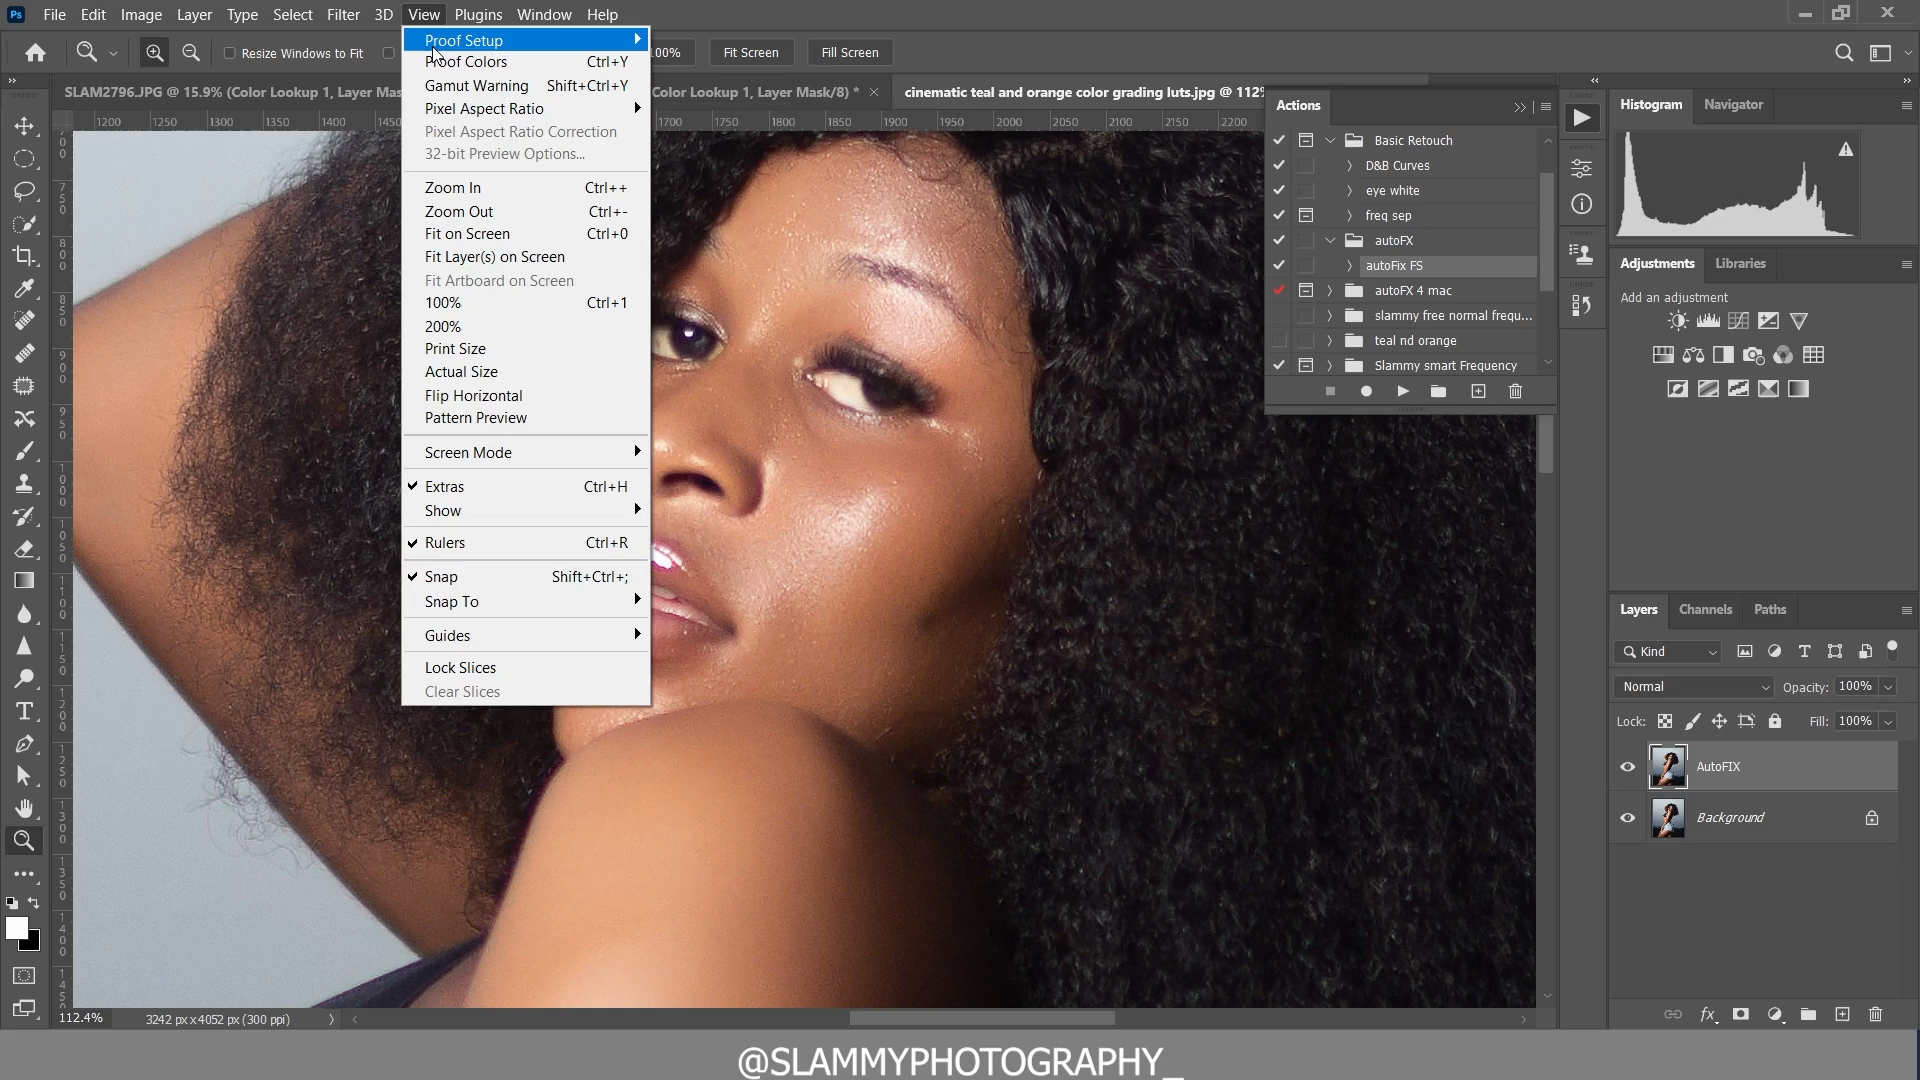 Ps File Edit Image Layer Type Select Filter 3D View Plugins Window Help
Resize Windows to Fit 100% Fit Screen Fill Screen
SLAM2796.JPG @ 15.9% (Color Lookup 1, Layer Mas Color Lookup 1, Layer Mask/8) * cinematic teal and orange color grading luts.jpg @ 112%
1200 1250 1300 1350 1400 1450 1700 1750 1800 1850 1900 1950 2000 2050 2100 2150 2200
Proof Setup
Proof Colors Ctrl+Y
Gamut Warning Shift+Ctrl+Y
Pixel Aspect Ratio
Pixel Aspect Ratio Correction
32-bit Preview Options...
Zoom In Ctrl++
Zoom Out Ctrl+-
Fit on Screen Ctrl+0
Fit Layer(s) on Screen
Fit Artboard on Screen
100% Ctrl+1
200%
Print Size
Actual Size
Flip Horizontal
Pattern Preview
Screen Mode
Extras Ctrl+H
Show
Rulers Ctrl+R
Snap Shift+Ctrl+;
Snap To
Guides
Lock Slices
Clear Slices
Actions
Basic Retouch
D&B Curves
eye white
freq sep
autoFX
autoFix FS
autoFX 4 mac
slammy free normal frequ...
teal nd orange
Slammy smart Frequency
Histogram Navigator
Adjustments Libraries
Add an adjustment
Layers Channels Paths
Kind
Normal Opacity: 100%
Lock: Fill: 100%
AutoFIX
Background
fx
112.4% 3242 px x 4052 px (300 ppi)
@SLAMMYPHOTOGRAPHY_